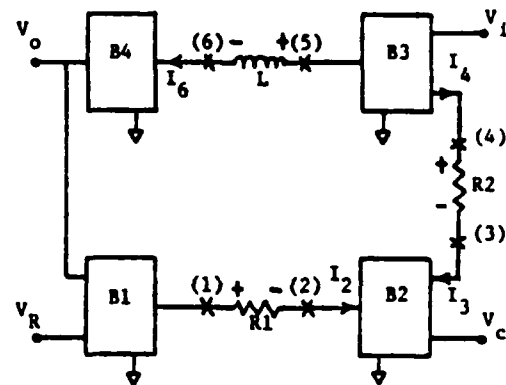 V_o B4 (6) - +(5) B3 V_i
I_6 L I_4
(4)
+ R2
-
(3)
B1 (1) + - (2) I_2 B2 I_3
V_R R1 V_c